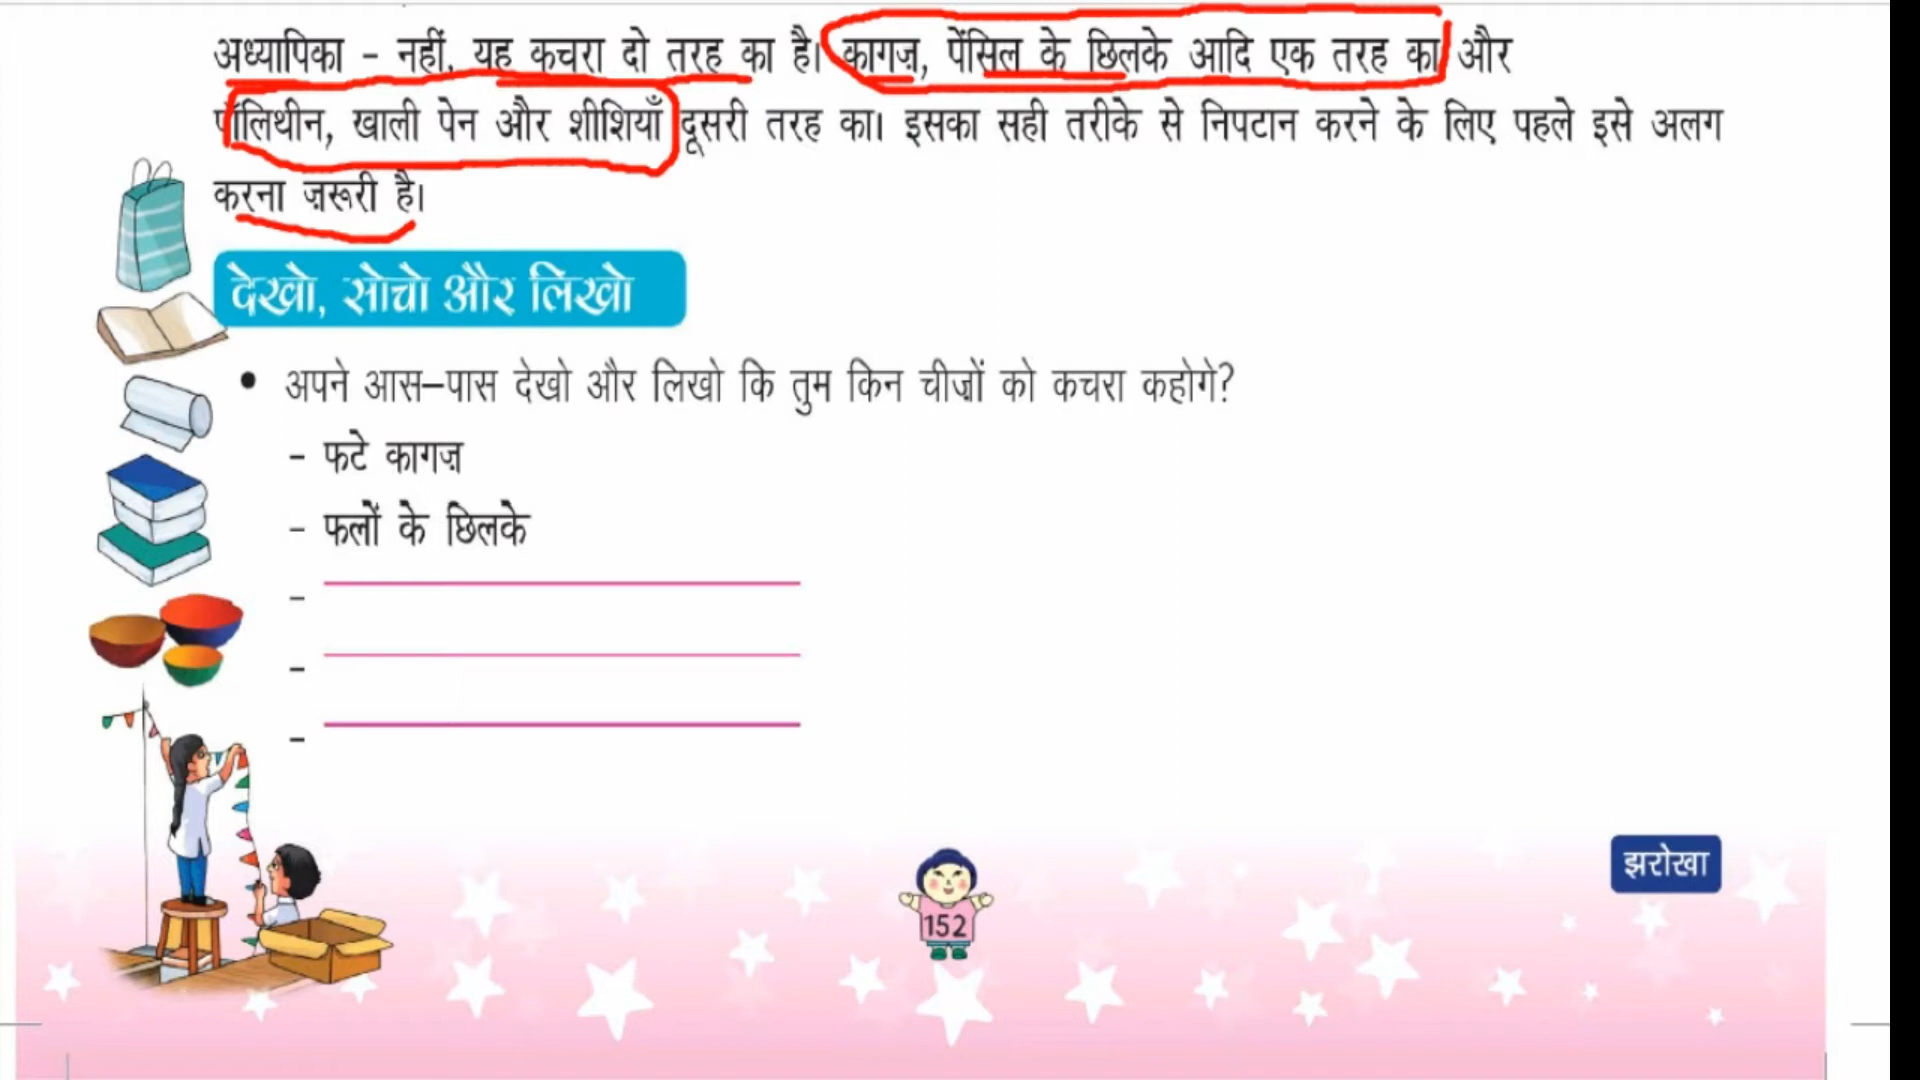 अध्यापिका – नहीं, यह कचरा दो तरह का है। कागज़, पेंसिल के छिलके आदि एक तरह का और
पॉलिथीन, खाली पेन और शीशियाँ दूसरी तरह का। इसका सही तरीके से निपटान करने के लिए पहले इसे अलग
करना ज़रूरी है।
देखो, सोचो और लिखो
• अपने आस–पास देखो और लिखो कि तुम किन चीज़ों को कचरा कहोगे?
– फटे कागज़
– फलों के छिलके
–
–
–
झरोखा
152